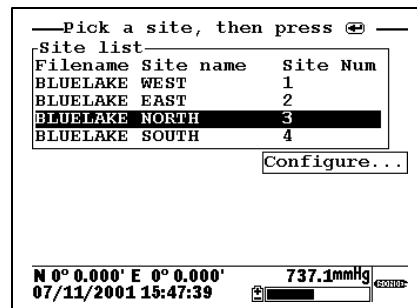 Pick a site, then press
Site list
Filename Site name Site Num
BLUELAKE WEST 1
BLUELAKE EAST 2
BLUELAKE NORTH 3
BLUELAKE SOUTH 4
Configure...
N 0° 0.000' E 0° 0.000' 737.1mmHg
07/11/2001 15:47:39